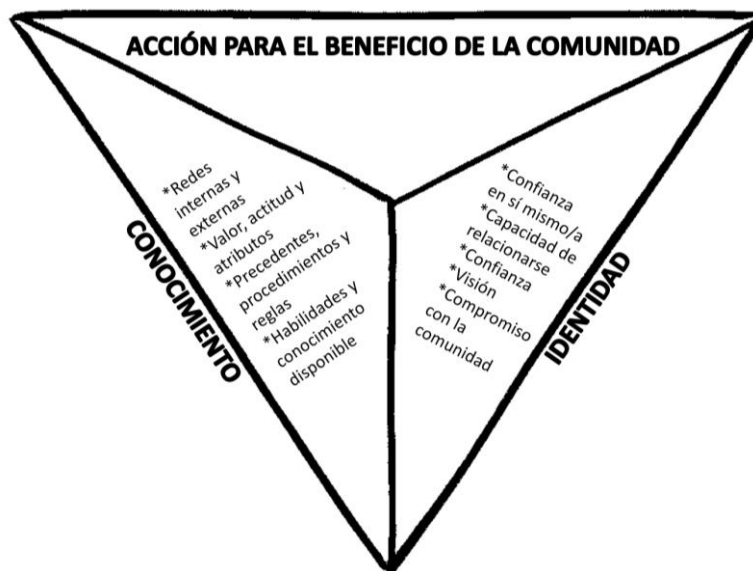 ACCIÓN PARA EL BENEFICIO DE LA COMUNIDAD
CONOCIMIENTO
*Redes
internas y
externas
*Valor, actitud y
atributos
*Precedentes,
procedimientos y
reglas
*Habilidades y
conocimiento
disponible
*Confianza
en sí mismo/a
*Capacidad de
relacionarse
*Confianza
*Visión
*Compromiso
con la
comunidad
IDENTIDAD